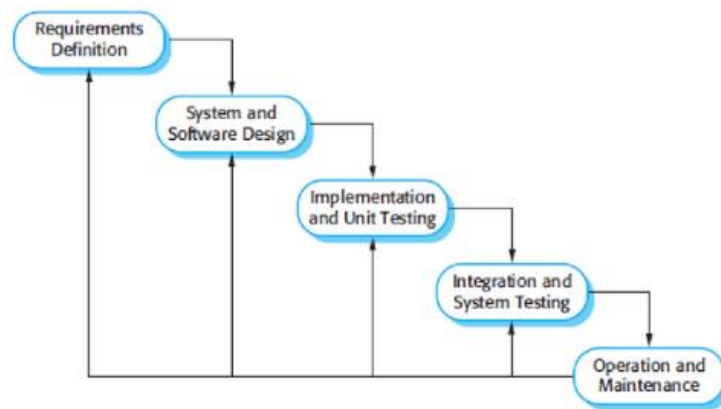 Requirements
Definition
System and
Software Design
Implementation
and Unit Testing
Integration and
System Testing
Operation and
Maintenance